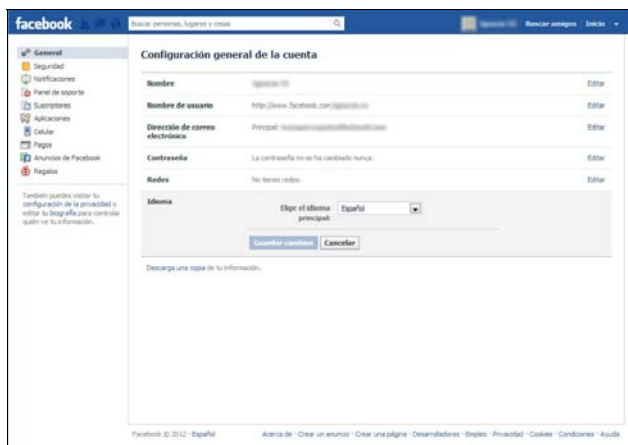 facebook
Buscar personas, lugares y cosas
Buscar amigos
Inicio
General
Seguridad
Notificaciones
Panel de soporte
Suscriptores
Aplicaciones
Celular
Pagos
Anuncios de Facebook
Regalos
También puedes visitar tu
configuración de la privacidad o
editar tu biografía para controlar
quién ve tu información.
Configuración general de la cuenta
Nombre
Editar
Nombre de usuario
http://www.facebook.com/
Editar
Dirección de correo
electrónico
Principal:
Editar
Contraseña
La contraseña no se ha cambiado nunca.
Editar
Redes
No tienes redes.
Editar
Idioma
Elige el idioma
principal:
Español
Guardar cambios
Cancelar
Descarga una copia de tu información.
Facebook © 2012 · Español
Acerca de · Crear un anuncio · Crear una página · Desarrolladores · Empleo · Privacidad · Cookies · Condiciones · Ayuda